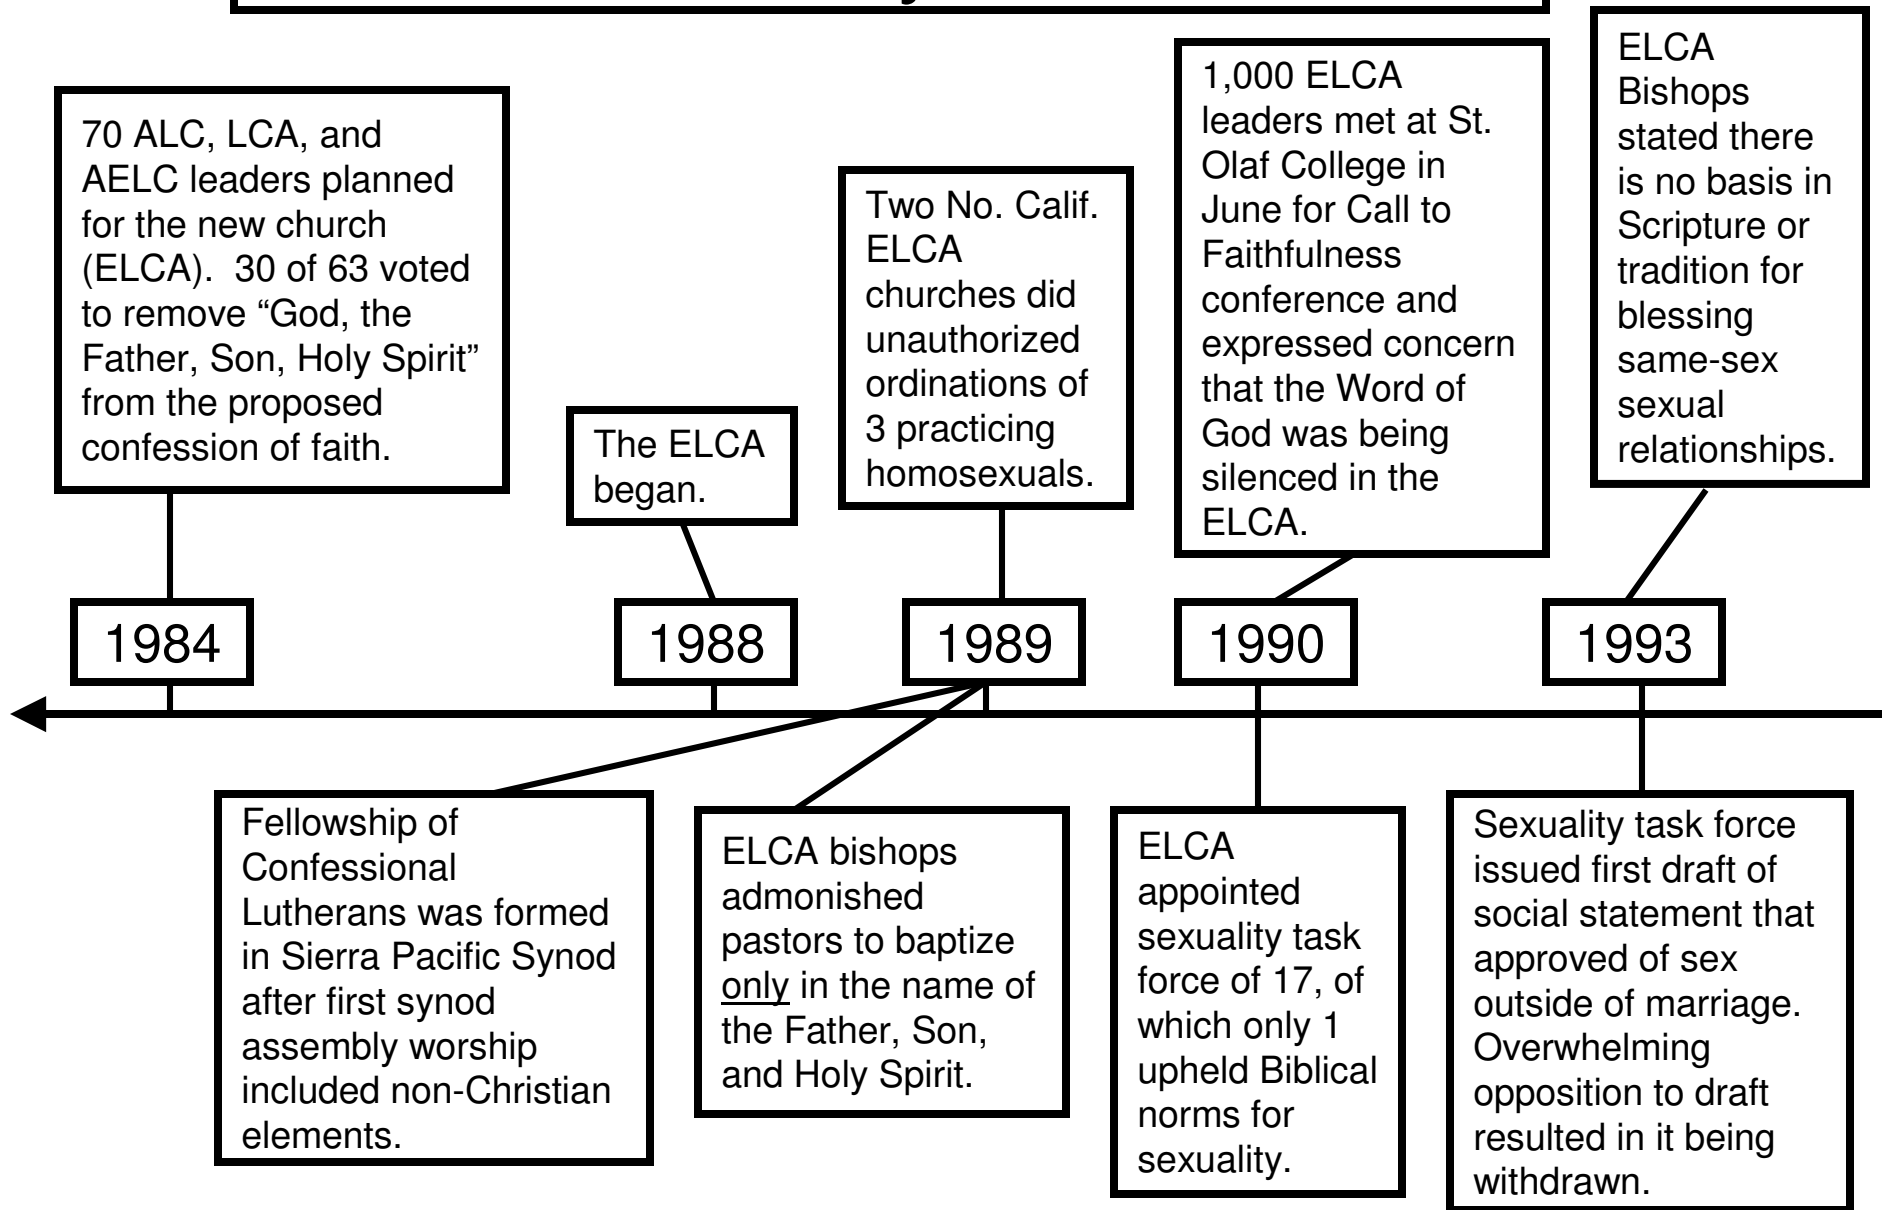 70 ALC, LCA, and
AELC leaders planned
for the new church
(ELCA).  30 of 63 voted
to remove “God, the
Father, Son, Holy Spirit”
from the proposed
confession of faith.
The ELCA
began.
Two No. Calif.
ELCA
churches did
unauthorized
ordinations of
3 practicing
homosexuals.
1,000 ELCA
leaders met at St.
Olaf College in
June for Call to
Faithfulness
conference and
expressed concern
that the Word of
God was being
silenced in the
ELCA.
ELCA
Bishops
stated there
is no basis in
Scripture or
tradition for
blessing
same-sex
sexual
relationships.
1984
1988
1989
1990
1993
Fellowship of
Confessional
Lutherans was formed
in Sierra Pacific Synod
after first synod
assembly worship
included non-Christian
elements.
ELCA bishops
admonished
pastors to baptize
only in the name of
the Father, Son,
and Holy Spirit.
ELCA
appointed
sexuality task
force of 17, of
which only 1
upheld Biblical
norms for
sexuality.
Sexuality task force
issued first draft of
social statement that
approved of sex
outside of marriage.
Overwhelming
opposition to draft
resulted in it being
withdrawn.